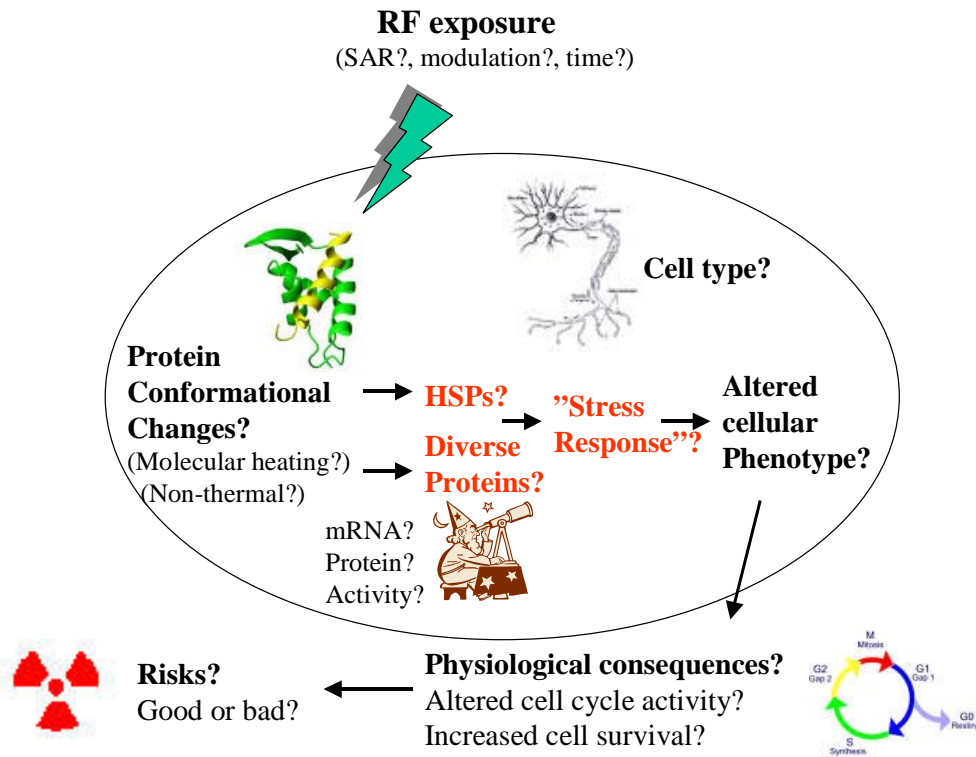 RF exposure
(SAR?, modulation?, time?)
Cell type?
Protein
Conformational
Changes?
(Molecular heating?)
(Non-thermal?)
HSPs?
Diverse
Proteins?
”Stress
Response”?
Altered
cellular
Phenotype?
mRNA?
Protein?
Activity?
Physiological consequences?
Altered cell cycle activity?
Increased cell survival?
Risks?
Good or bad?
M
Mitosis
G2
Gap 2
G1
Gap 1
G0
Resting
S
Synthesis